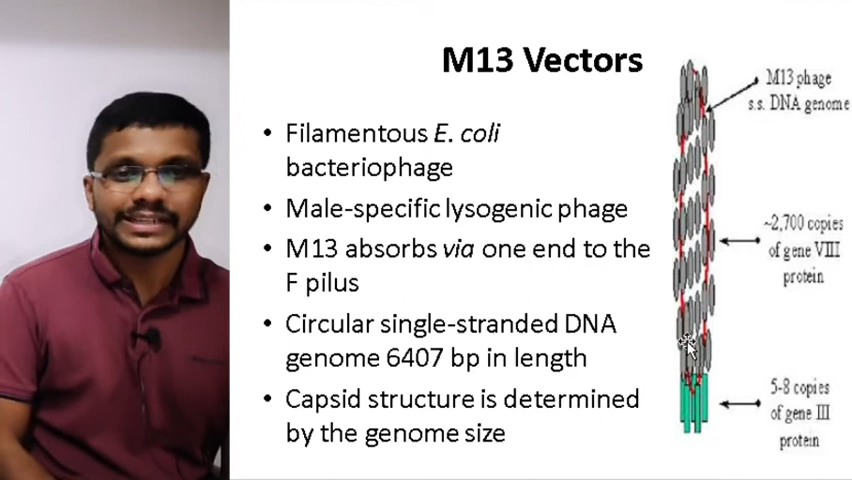 M13 Vectors
• Filamentous E. coli
bacteriophage
• Male-specific lysogenic phage
• M13 absorbs via one end to the
F pilus
• Circular single-stranded DNA
genome 6407 bp in length
• Capsid structure is determined
by the genome size
M13 phage
s.s. DNA genome
~2,700 copies
of gene VIII
protein
5-8 copies
of gene III
protein